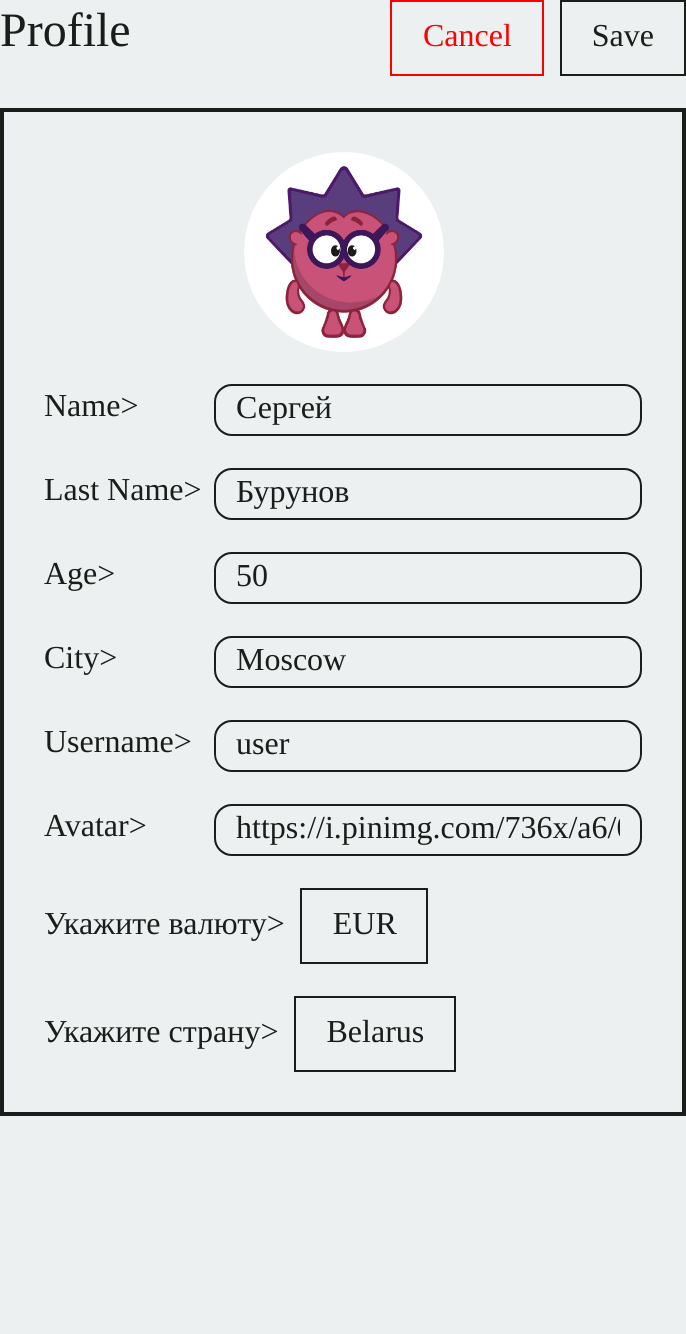 Profile
Cancel
Save
Name>
Сергей
Last Name>
Бурунов
Age>
50
City>
Moscow
Username>
user
Avatar>
https://i.pinimg.com/736x/a6/
Укажите валюту>
EUR
Укажите страну>
Belarus